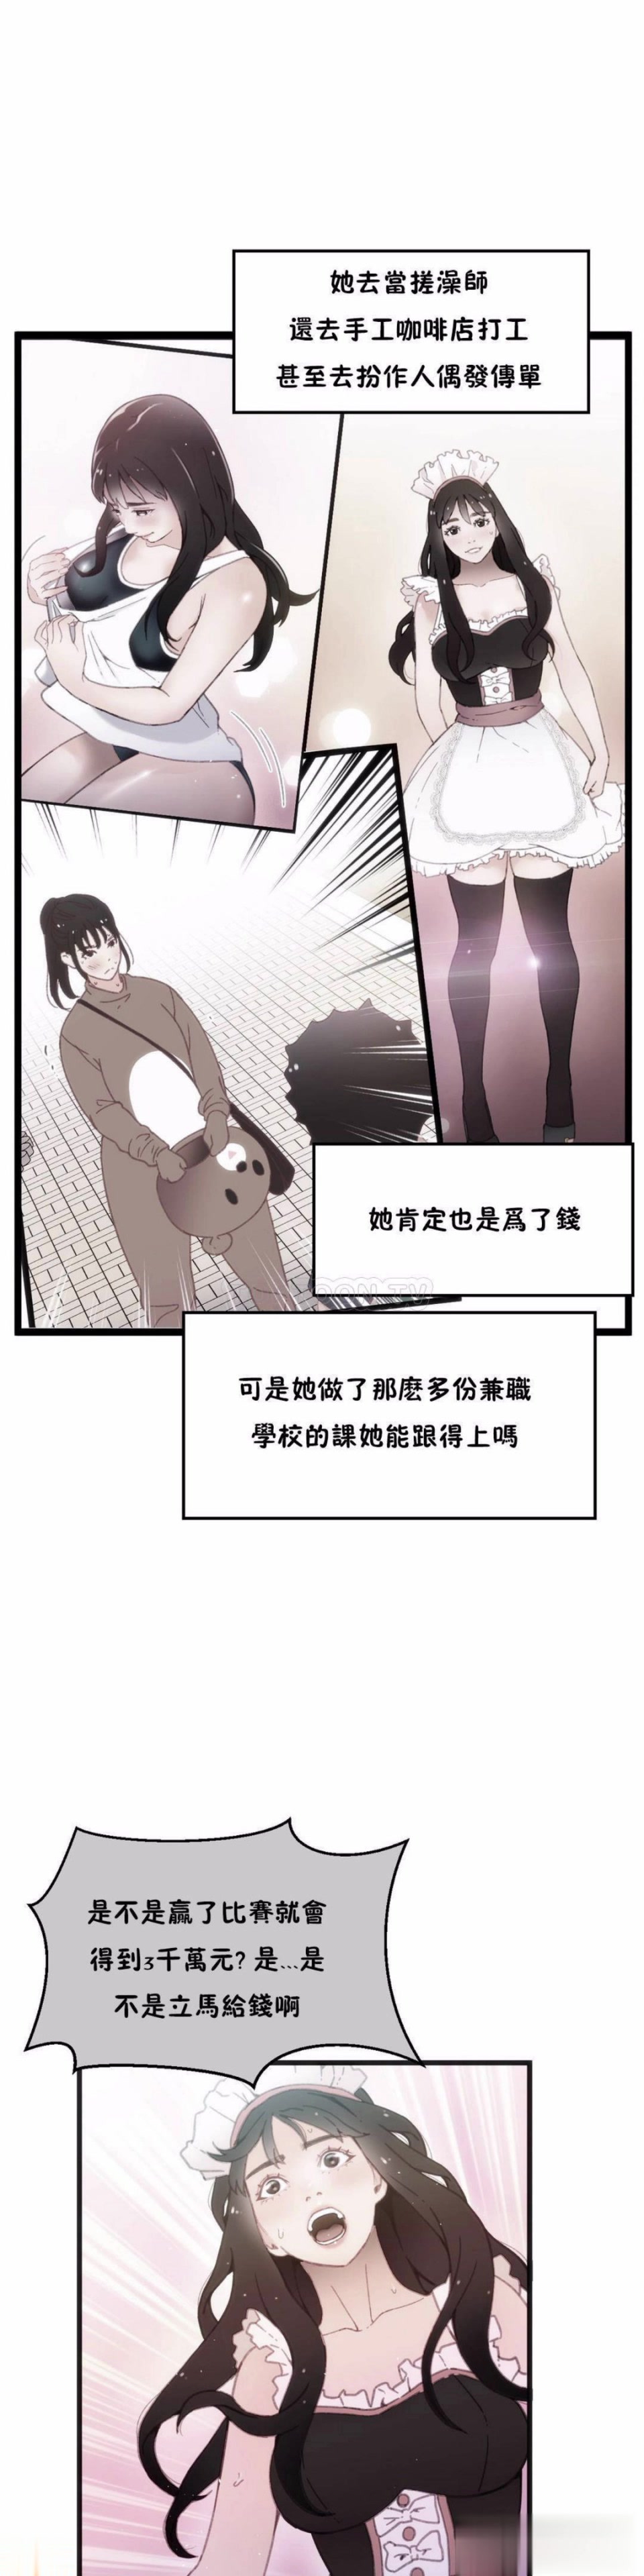 她去當搓澡師
還去手工咖啡店打工
甚至去扮作人偶發傳單
她肯定也是爲了錢
TOON.TV
可是她做了那麽多份兼職
學校的課她能跟得上嗎
是不是贏了比賽就會
得到3千萬元? 是...是
不是立馬給錢啊